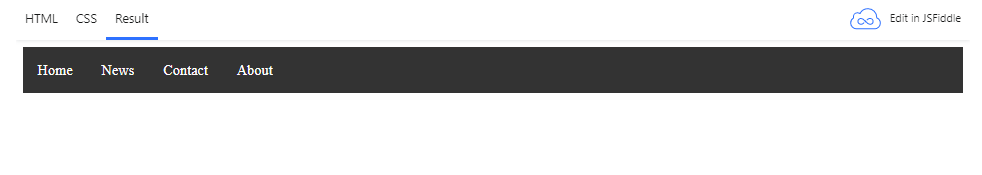 HTML CSS Result Edit in JSFiddle
Home News Contact About